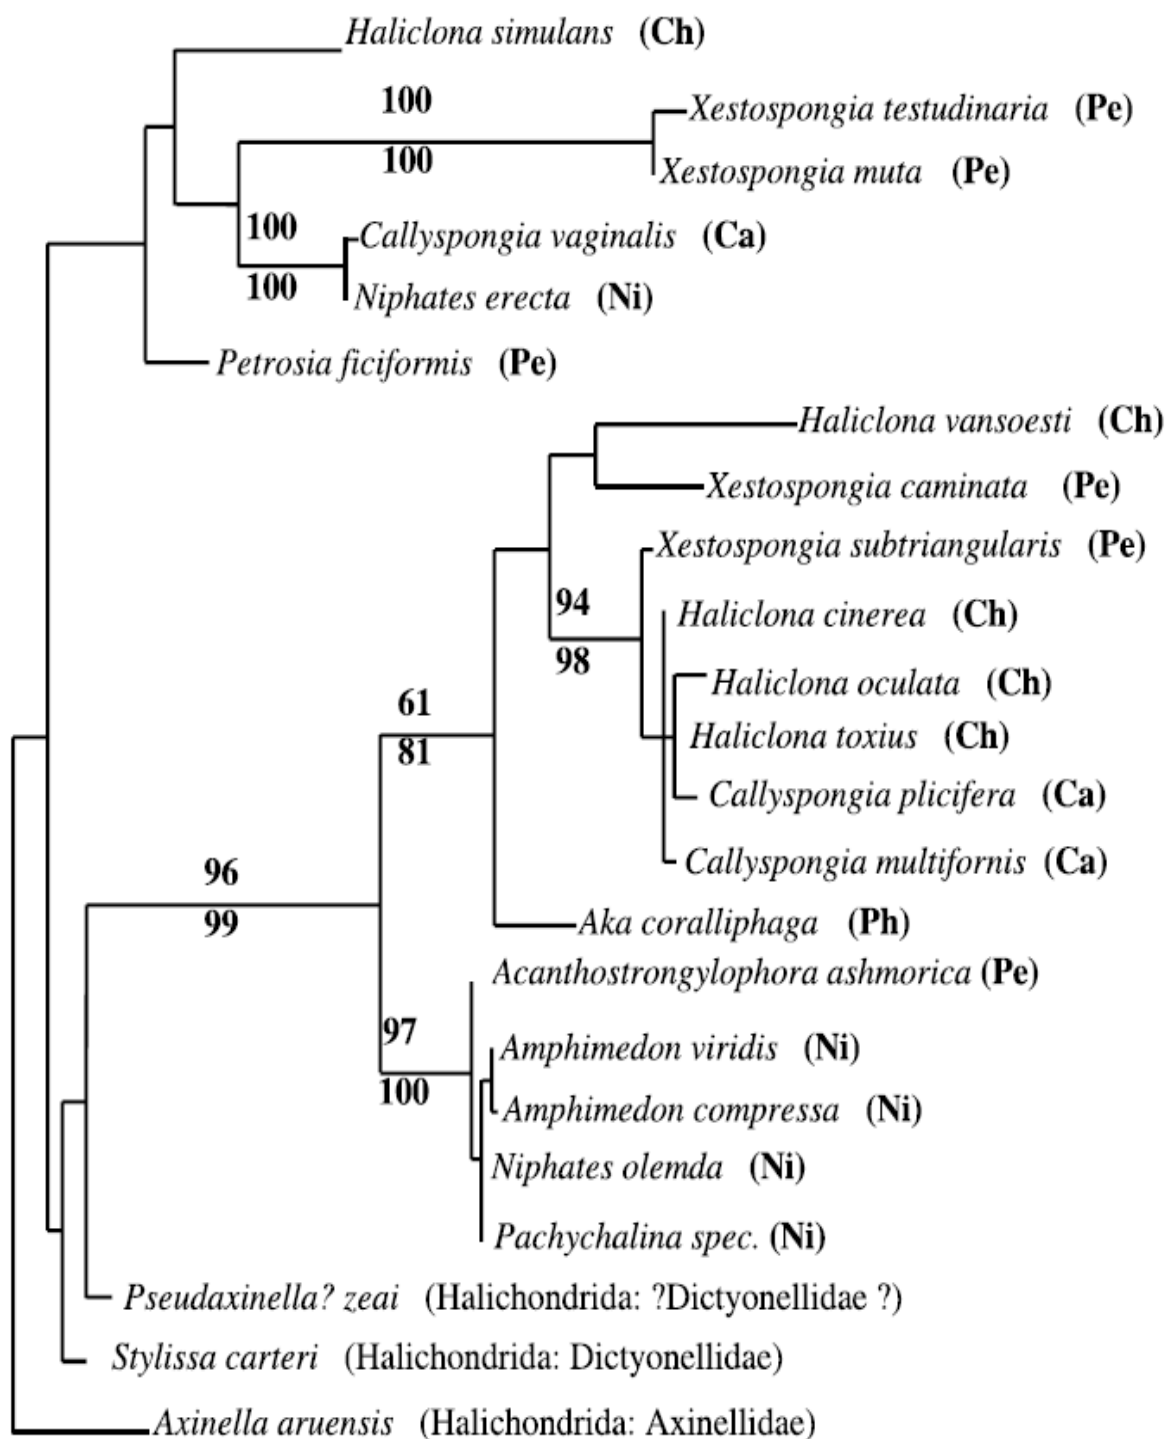 Haliclona simulans (Ch)
100
Xestospongia testudinaria (Pe)
100
Xestospongia muta (Pe)
100
Callyspongia vaginalis (Ca)
100
Niphates erecta (Ni)
Petrosia ficiformis (Pe)
Haliclona vansoesti (Ch)
Xestospongia caminata (Pe)
Xestospongia subtriangularis (Pe)
94
Haliclona cinerea (Ch)
98
Haliclona oculata (Ch)
61
Haliclona toxius (Ch)
81
Callyspongia plicifera (Ca)
Callyspongia multifornis (Ca)
96
99
Aka coralliphaga (Ph)
Acanthostrongylophora ashmorica (Pe)
97
Amphimedon viridis (Ni)
100
Amphimedon compressa (Ni)
Niphates olemda (Ni)
Pachychalina spec. (Ni)
Pseudaxinella? zeai (Halichondrida: ?Dictyonellidae ?)
Stylissa carteri (Halichondrida: Dictyonellidae)
Axinella aruensis (Halichondrida: Axinellidae)